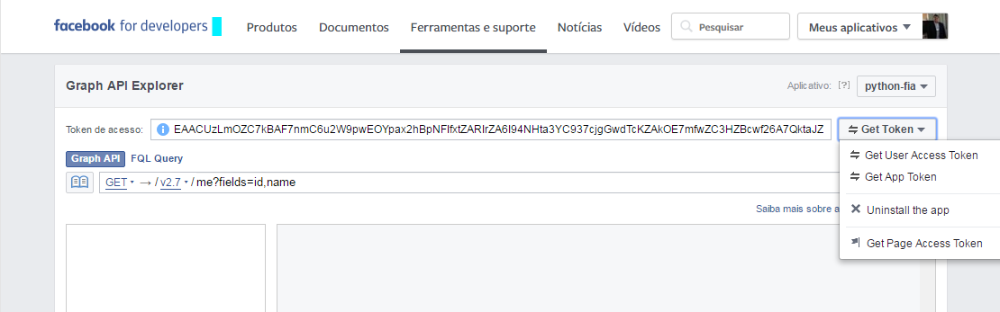 facebook for developers Produtos Documentos Ferramentas e suporte Notícias Vídeos Pesquisar Meus aplicativos
Graph API Explorer Aplicativo: [?] python-fia
Token de acesso: EAACUzLmOZC7kBAF7nmC6u2W9pwEOYpax2hBpNFIfxtZARIrZA6I94NHta3YC937cjgGwdTcKZAkOE7mfwZC3HZBcwf26A7QktaJZ Get Token
Get User Access Token
Graph API FQL Query
Get App Token
GET → / v2.7 / me?fields=id,name
Saiba mais sobre a
Uninstall the app
Get Page Access Token